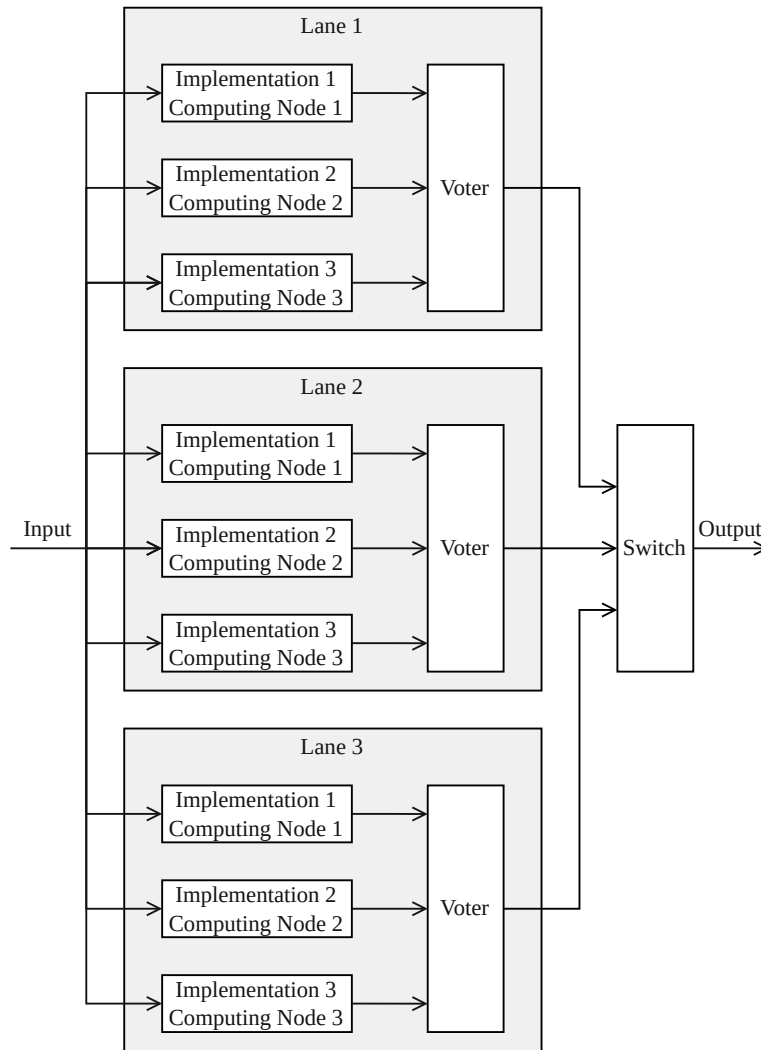 Lane 1
Implementation 1
Computing Node 1
Implementation 2
Computing Node 2
Implementation 3
Computing Node 3
Voter
Lane 2
Implementation 1
Computing Node 1
Implementation 2
Computing Node 2
Implementation 3
Computing Node 3
Voter
Input
Switch
Output
Lane 3
Implementation 1
Computing Node 1
Implementation 2
Computing Node 2
Implementation 3
Computing Node 3
Voter